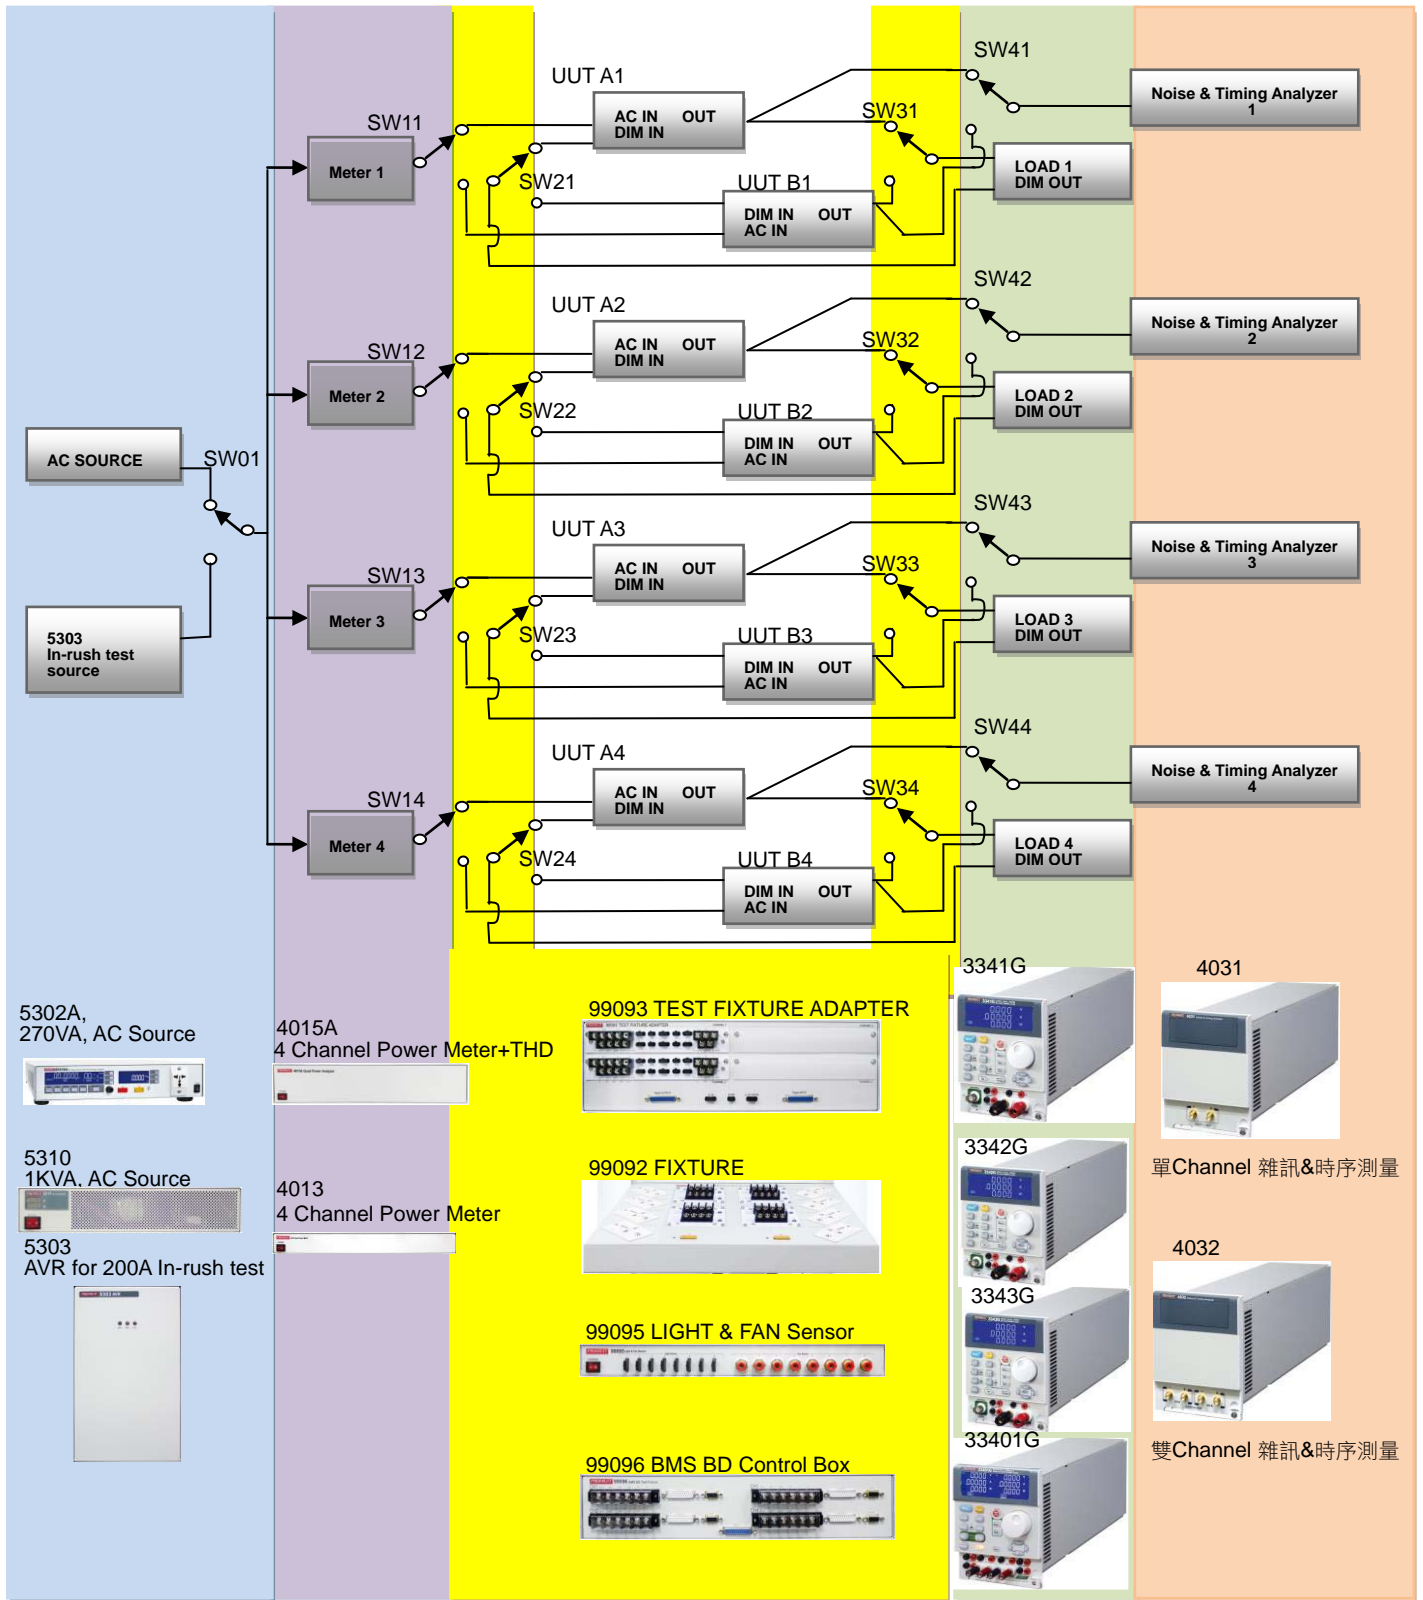 SW41
UUT A1
Noise & Timing Analyzer
1
AC IN OUT
DIM IN
SW11
SW31
Meter 1
LOAD 1
DIM OUT
SW21
UUT B1
DIM IN OUT
AC IN
SW42
UUT A2
Noise & Timing Analyzer
2
AC IN OUT
DIM IN
SW12
SW32
Meter 2
LOAD 2
DIM OUT
SW22
UUT B2
DIM IN OUT
AC IN
AC SOURCE
SW01
SW43
UUT A3
Noise & Timing Analyzer
3
AC IN OUT
DIM IN
SW13
SW33
Meter 3
LOAD 3
DIM OUT
SW23
UUT B3
DIM IN OUT
AC IN
5303
In-rush test
source
SW44
UUT A4
Noise & Timing Analyzer
4
AC IN OUT
DIM IN
SW14
SW34
Meter 4
LOAD 4
DIM OUT
SW24
UUT B4
DIM IN OUT
AC IN
5302A,
270VA, AC Source
5310
1KVA, AC Source
5303
AVR for 200A In-rush test
5303 AVR
4015A
4 Channel Power Meter+THD
4013
4 Channel Power Meter
99093 TEST FIXTURE ADAPTER
99092 FIXTURE
99095 LIGHT & FAN Sensor
99096 BMS BD Control Box
3341G
3342G
3343G
33401G
4031
單Channel 雜訊&時序測量
4032
雙Channel 雜訊&時序測量